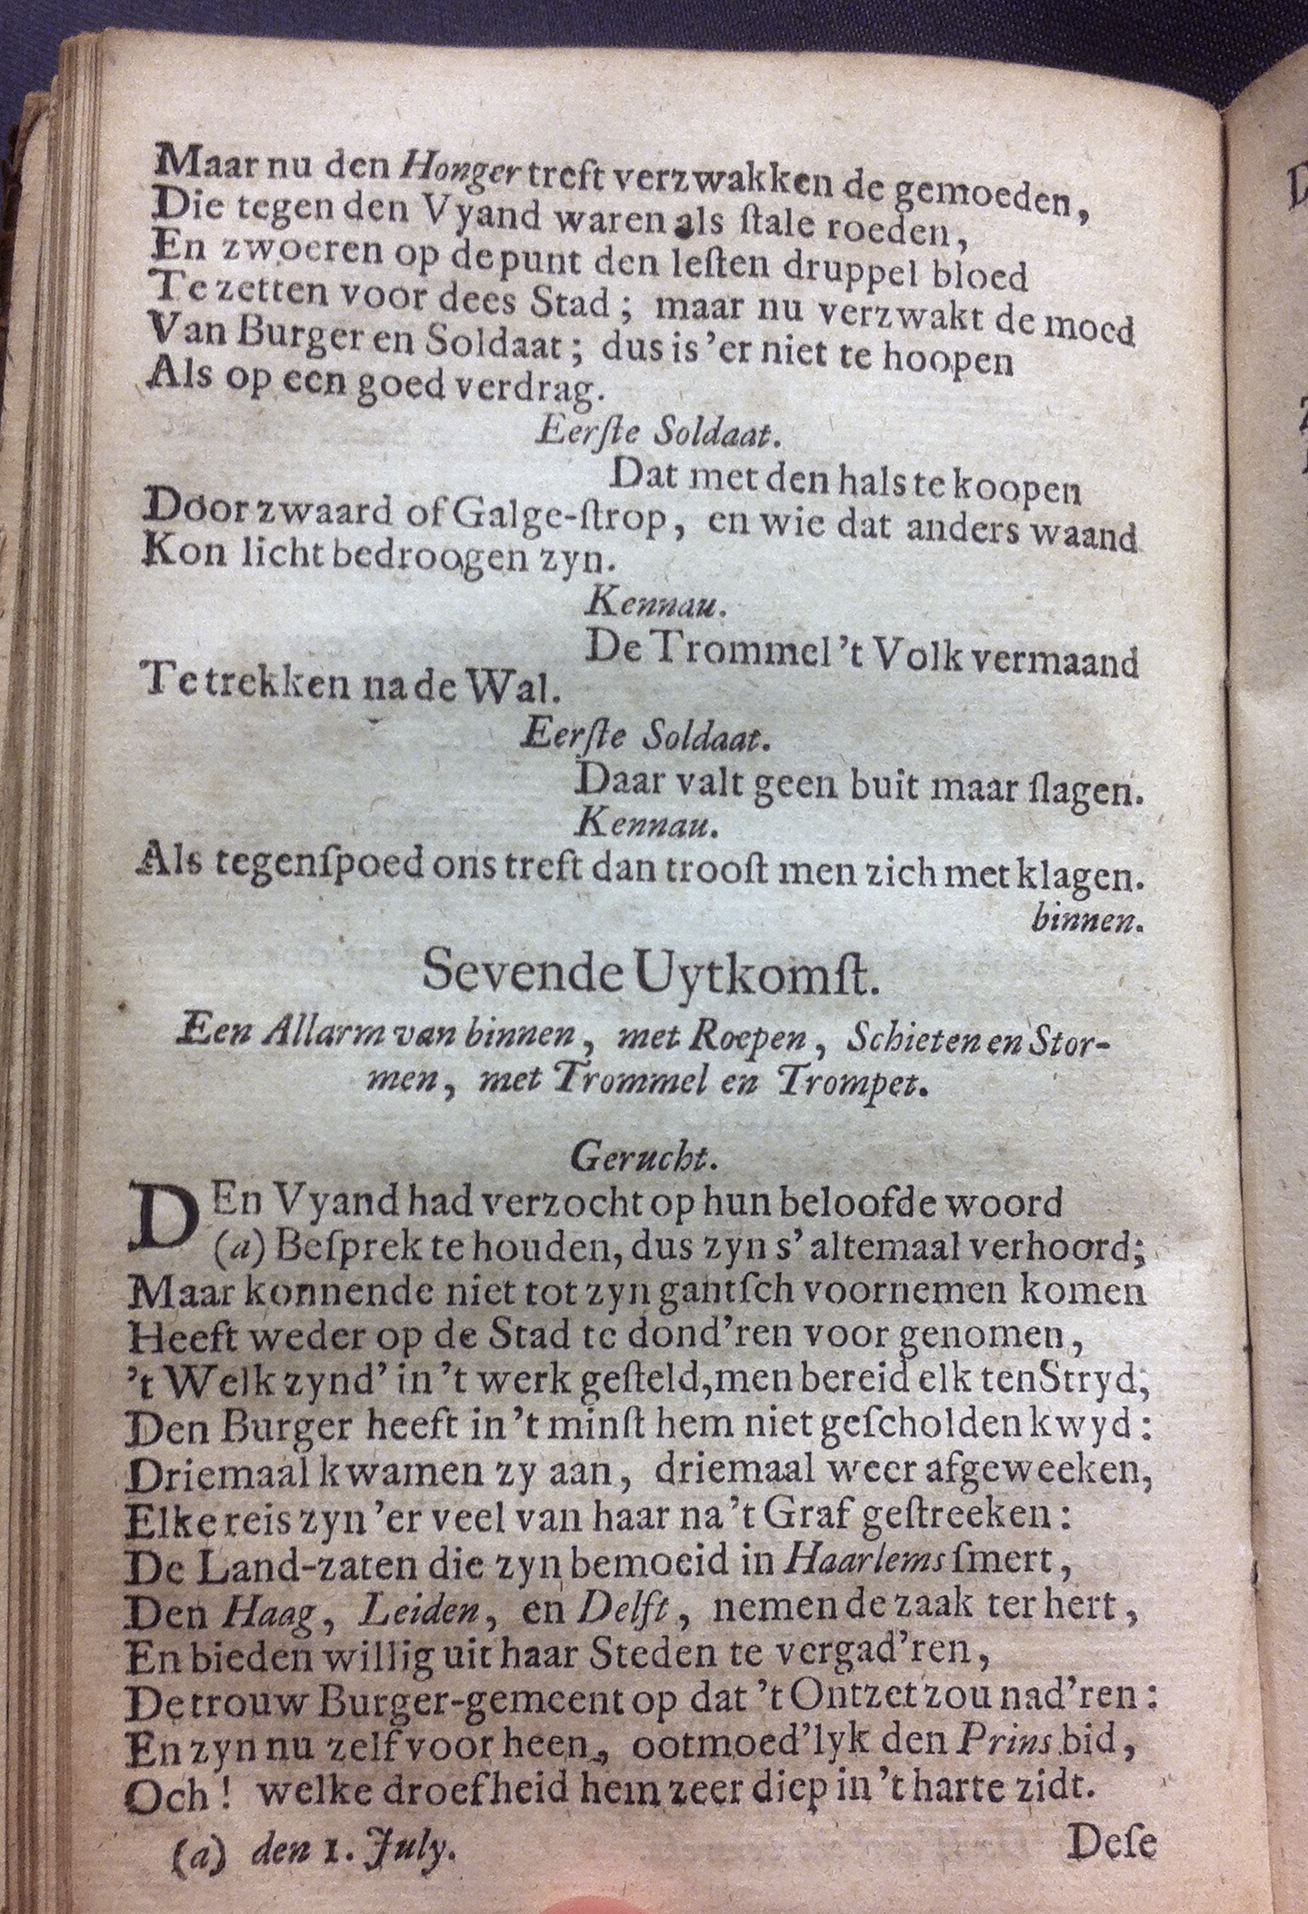 Maar nu den Honger treft verzwakken de gemoeden,
Die tegen den Vyand waren als ſtale roeden,
En zwoeren op de punt den leſten druppel bloed
Te zetten voor dees Stad; maar nu verzwakt de moed
Van Burger en Soldaat; dus is 'er niet te hoopen
Als op een goed verdrag.
Eerſte Soldaat.
Dat met den hals te koopen
Door zwaard of Galge-ſtrop, en wie dat anders waand
Kon licht bedroogen zyn.
Kennau.
De Trommel 't Volk vermaand
Te trekken na de Wal.
Eerſte Soldaat.
Daar valt geen buit maar ſlagen.
Kennau.
Als tegenſpoed ons treft dan trooſt men zich met klagen.
binnen.
Sevende Uytkomſt.
Een Allarm van binnen, met Roepen, Schieten en Stor-
men, met Trommel en Trompet.
Gerucht.
DEn Vyand had verzocht op hun beloofde woord
(a) Beſprek te houden, dus zyn s' altemaal verhoord;
Maar konnende niet tot zyn gantſch voornemen komen
Heeft weder op de Stad te dond'ren voor genomen,
't Welk zynd' in 't werk geſteld, men bereid elk ten Stryd,
Den Burger heeft in 't minſt hem niet geſcholden kwyd:
Driemaal kwamen zy aan, driemaal weer afgeweeken,
Elke reis zyn 'er veel van haar na 't Graf geſtreeken:
De Land-zaten die zyn bemoeid in Haarlems ſmert,
Den Haag, Leiden, en Delft, nemen de zaak ter hert,
En bieden willig uit haar Steden te vergad'ren,
De trouw Burger-gemeent op dat 't Ontzet zou nad'ren:
En zyn nu zelf voor heen, ootmoed'lyk den Prins bid,
Och! welke droefheid hem zeer diep in 't harte zidt.
(a) den 1. July.
Deſe